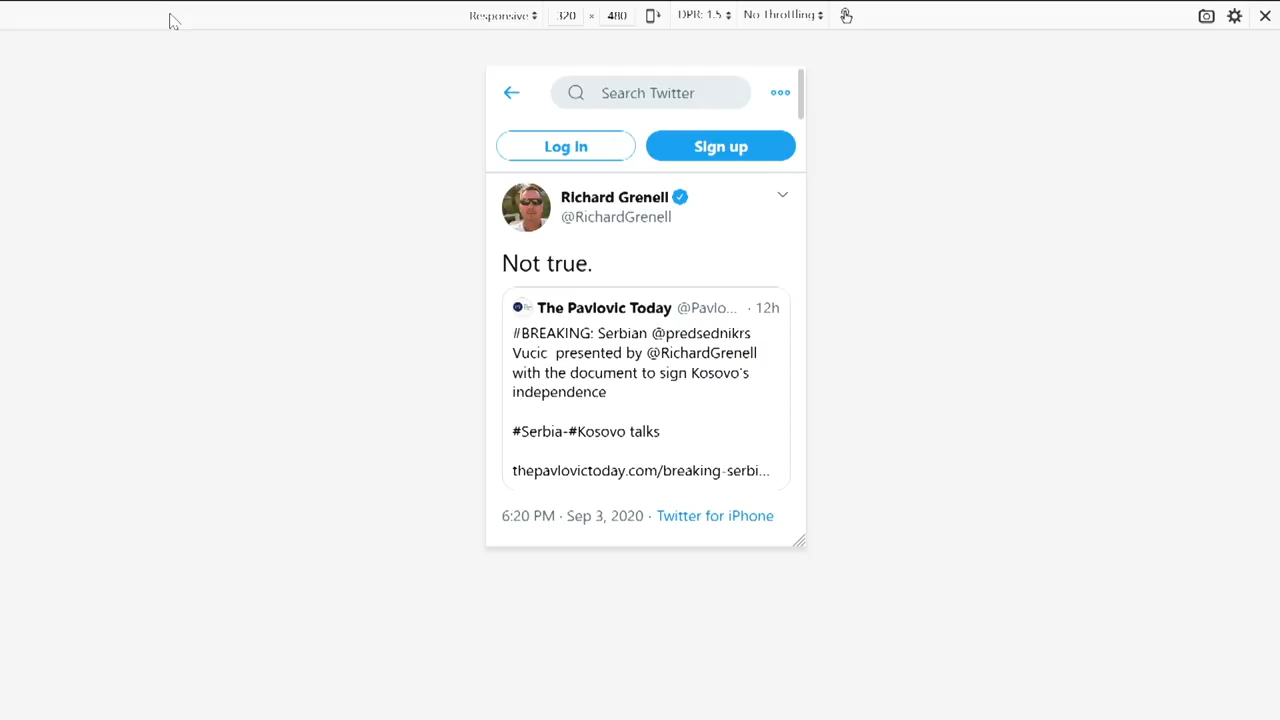 Responsive 320 × 480 DPR: 1.5 No Throttling
Search Twitter
Log in Sign up
Richard Grenell
@RichardGrenell
Not true.
The Pavlovic Today @Pavlo... · 12h
#BREAKING: Serbian @predsednikrs
Vucic presented by @RichardGrenell
with the document to sign Kosovo's
independence
#Serbia-#Kosovo talks
thepavlovictoday.com/breaking-serbi...
6:20 PM · Sep 3, 2020 · Twitter for iPhone